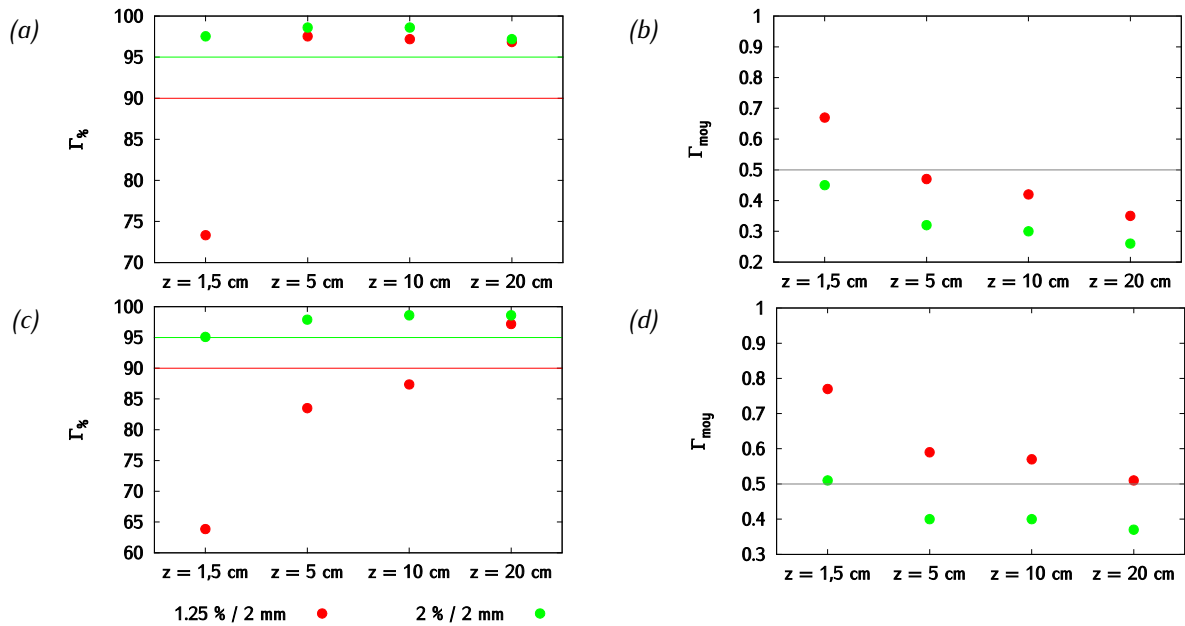 (a)
100
95
90
85
80
75
70
Γ%
z = 1,5 cm z = 5 cm z = 10 cm z = 20 cm
(b)
1
0.9
0.8
0.7
0.6
0.5
0.4
0.3
0.2
Γmoy
z = 1,5 cm z = 5 cm z = 10 cm z = 20 cm
(c)
100
95
90
85
80
75
70
65
60
Γ%
z = 1,5 cm z = 5 cm z = 10 cm z = 20 cm
(d)
1
0.9
0.8
0.7
0.6
0.5
0.4
0.3
Γmoy
z = 1,5 cm z = 5 cm z = 10 cm z = 20 cm
1.25 % / 2 mm 2 % / 2 mm